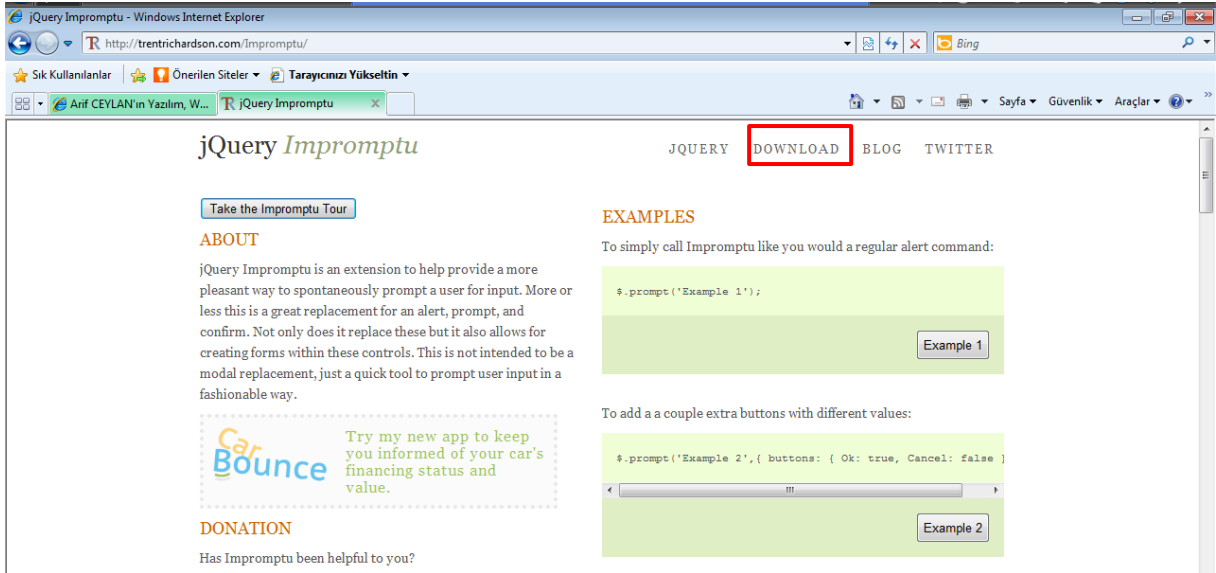 jQuery Impromptu - Windows Internet Explorer
http://trentrichardson.com/Impromptu/
Bing
Sık Kullanılanlar Önerilen Siteler Tarayıcınızı Yükseltin
Arif CEYLAN'ın Yazılım, W... jQuery Impromptu Sayfa Güvenlik Araçlar
jQuery Impromptu
JQUERY DOWNLOAD BLOG TWITTER
Take the Impromptu Tour
ABOUT
jQuery Impromptu is an extension to help provide a more
pleasant way to spontaneously prompt a user for input. More or
less this is a great replacement for an alert, prompt, and
confirm. Not only does it replace these but it also allows for
creating forms within these controls. This is not intended to be a
modal replacement, just a quick tool to prompt user input in a
fashionable way.
Car
Bounce
Try my new app to keep
you informed of your car's
financing status and
value.
DONATION
Has Impromptu been helpful to you?
EXAMPLES
To simply call Impromptu like you would a regular alert command:
$.prompt('Example 1');
Example 1
To add a a couple extra buttons with different values:
$.prompt('Example 2',{ buttons: { Ok: true, Cancel: false }
Example 2